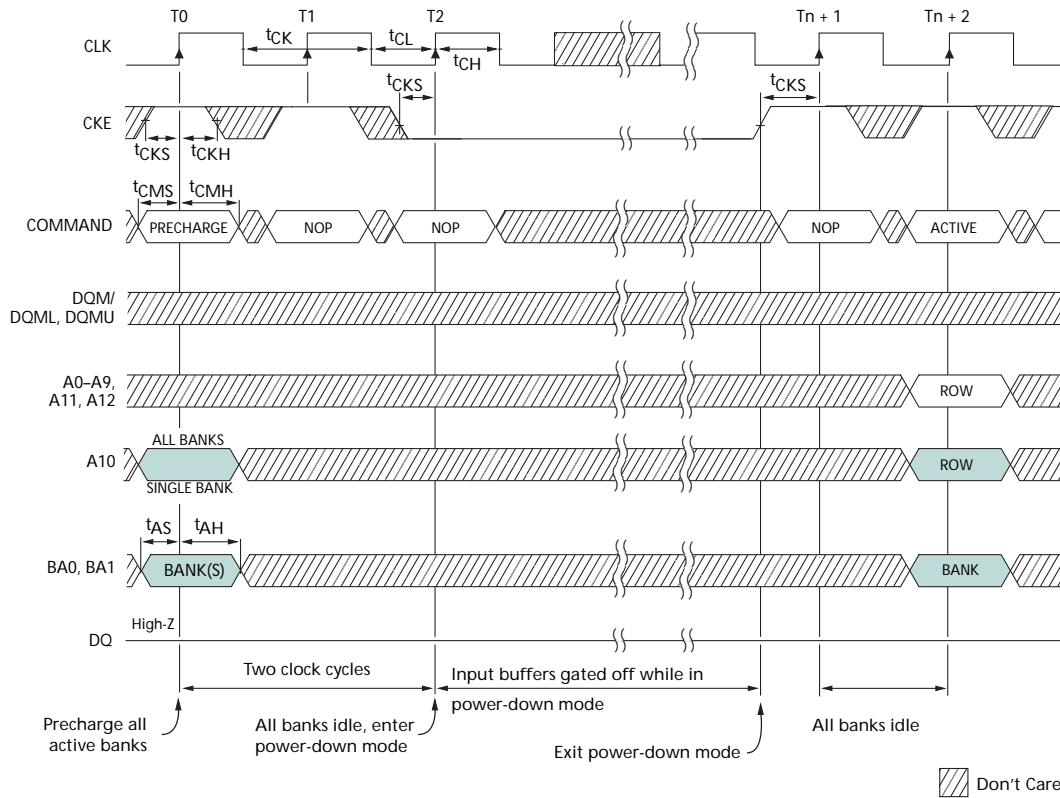 T0 T1 T2 Tn + 1 Tn + 2
CLK tCK tCL tCH
tCKS tCKS
CKE
tCKS tCKH
tCMS tCMH
COMMAND PRECHARGE NOP NOP NOP ACTIVE
DQM/
DQML, DQMU
A0–A9,
A11, A12
ROW
ALL BANKS
A10 ROW
SINGLE BANK
tAS tAH
BA0, BA1 BANK(S) BANK
High-Z
DQ
Two clock cycles
Input buffers gated off while in
power-down mode
Precharge all
active banks
All banks idle, enter
power-down mode
Exit power-down mode
All banks idle
Don't Care